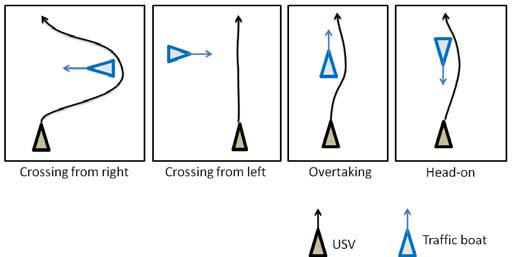 Crossing from right
Crossing from left
Overtaking
Head-on
USV
Traffic boat